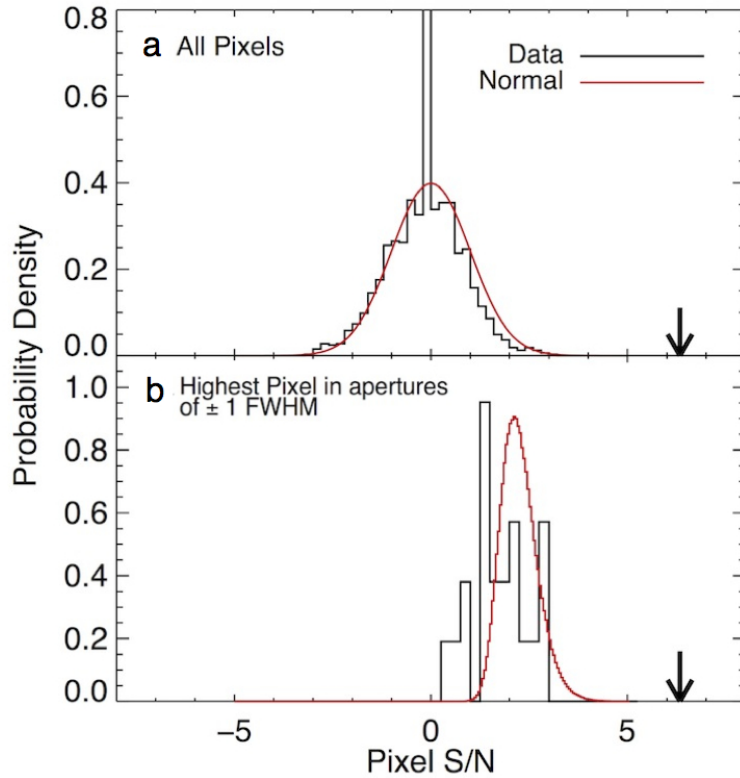 0.8
a All Pixels
Data
Normal
0.6
0.4
0.2
0.0
Probability Density
b Highest Pixel in apertures
of ± 1 FWHM
1.0
0.8
0.6
0.4
0.2
0.0
−5 0 5
Pixel S/N